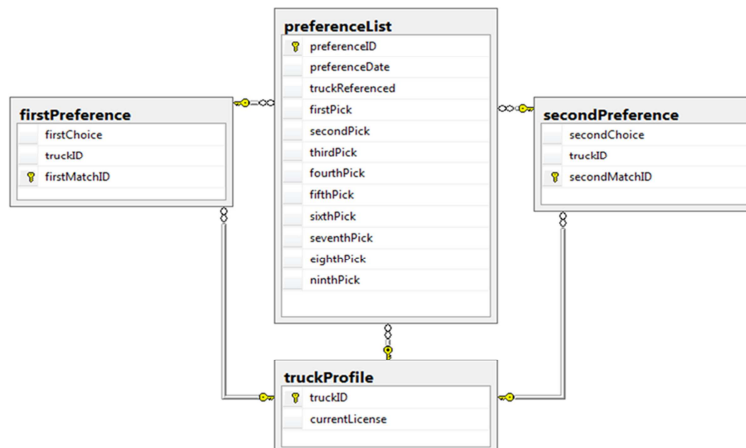 preferenceList
preferenceID
preferenceDate
truckReferenced
firstPick
secondPick
thirdPick
fourthPick
fifthPick
sixthPick
seventhPick
eighthPick
ninthPick
firstPreference
firstChoice
truckID
firstMatchID
secondPreference
secondChoice
truckID
secondMatchID
truckProfile
truckID
currentLicense